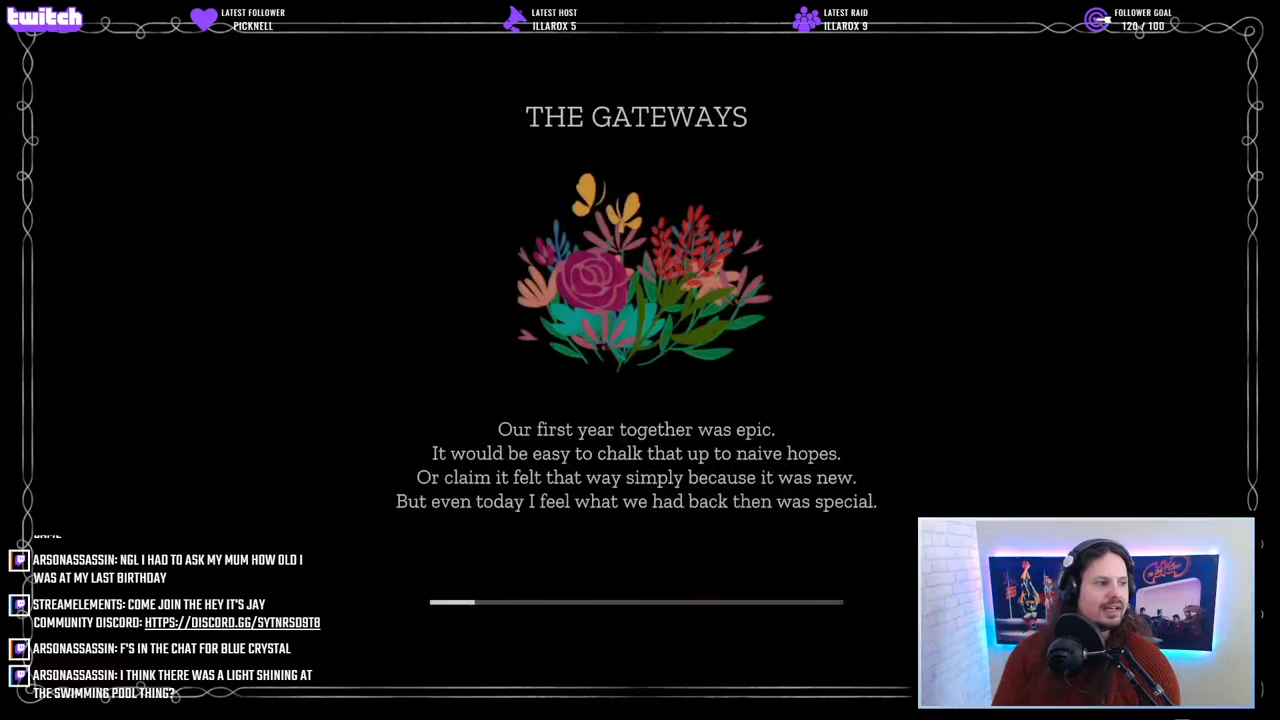 twitch
LATEST FOLLOWER
PICKNELL
LATEST HOST
ILLAROX 5
LATEST RAID
ILLAROX 9
FOLLOWER GOAL
120 / 100
THE GATEWAYS
Our first year together was epic.
It would be easy to chalk that up to naive hopes.
Or claim it felt that way simply because it was new.
But even today I feel what we had back then was special.
ARSONASSASSIN: NGL I HAD TO ASK MY MUM HOW OLD I
WAS AT MY LAST BIRTHDAY
STREAMELEMENTS: COME JOIN THE HEY IT'S JAY
COMMUNITY DISCORD: HTTPS://DISCORD.GG/SYTNRSD9T8
ARSONASSASSIN: F'S IN THE CHAT FOR BLUE CRYSTAL
ARSONASSASSIN: I THINK THERE WAS A LIGHT SHINING AT
THE SWIMMING POOL THING?